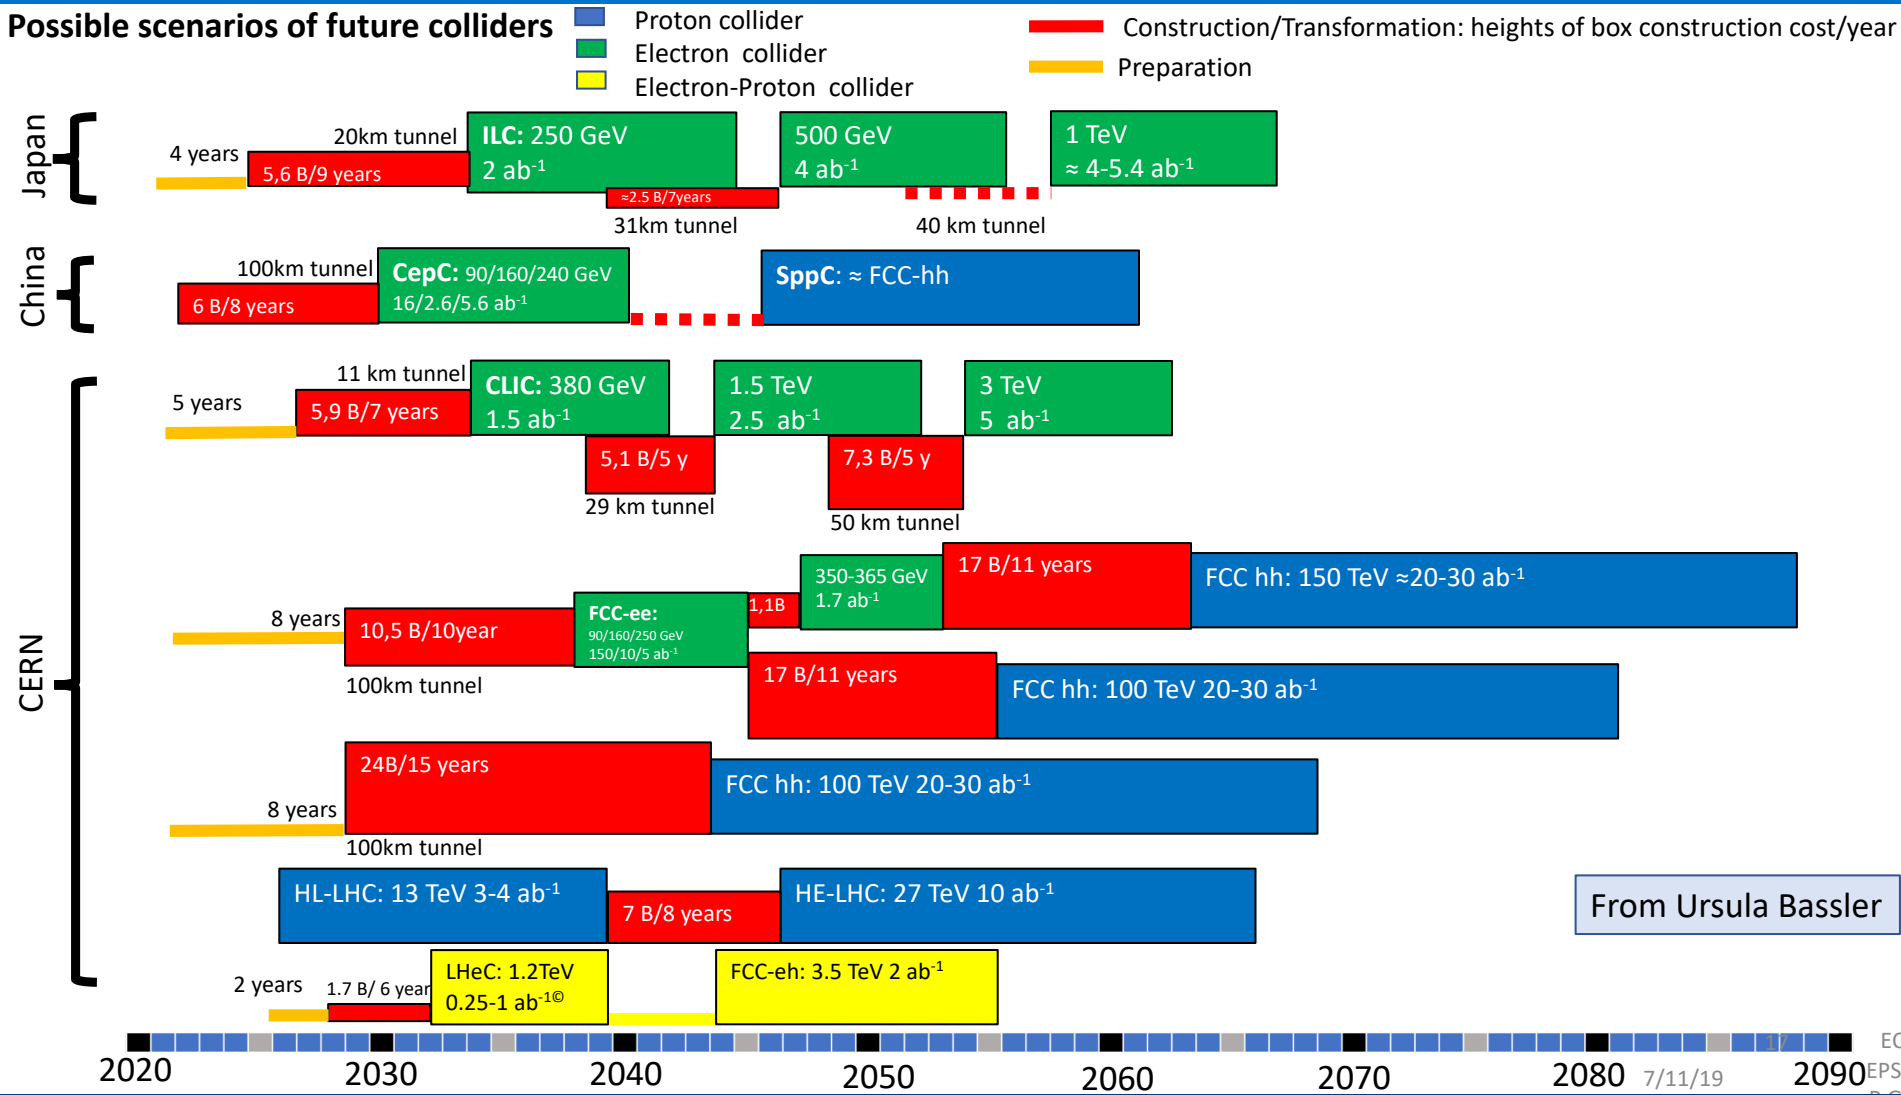 Possible scenarios of future colliders
Proton collider
Electron collider
Electron-Proton collider
Construction/Transformation: heights of box construction cost/year
Preparation
Japan
4 years
20km tunnel
5,6 B/9 years
ILC: 250 GeV
2 ab-1
≈2.5 B/7years
31km tunnel
500 GeV
4 ab-1
40 km tunnel
1 TeV
≈ 4-5.4 ab-1
China
100km tunnel
6 B/8 years
CepC: 90/160/240 GeV
16/2.6/5.6 ab-1
SppC: ≈ FCC-hh
CERN
5 years
11 km tunnel
5,9 B/7 years
CLIC: 380 GeV
1.5 ab-1
5,1 B/5 y
29 km tunnel
1.5 TeV
2.5 ab-1
7,3 B/5 y
50 km tunnel
3 TeV
5 ab-1
8 years
10,5 B/10year
100km tunnel
FCC-ee:
90/160/250 GeV
150/10/5 ab-1
1,1B
350-365 GeV
1.7 ab-1
17 B/11 years
FCC hh: 150 TeV ≈20-30 ab-1
17 B/11 years
FCC hh: 100 TeV 20-30 ab-1
8 years
24B/15 years
100km tunnel
FCC hh: 100 TeV 20-30 ab-1
HL-LHC: 13 TeV 3-4 ab-1
7 B/8 years
HE-LHC: 27 TeV 10 ab-1
From Ursula Bassler
2 years
1.7 B/ 6 year
LHeC: 1.2TeV
0.25-1 ab-1©
FCC-eh: 3.5 TeV 2 ab-1
17
2020 2030 2040 2050 2060 2070 2080 2090
7/11/19
EPS